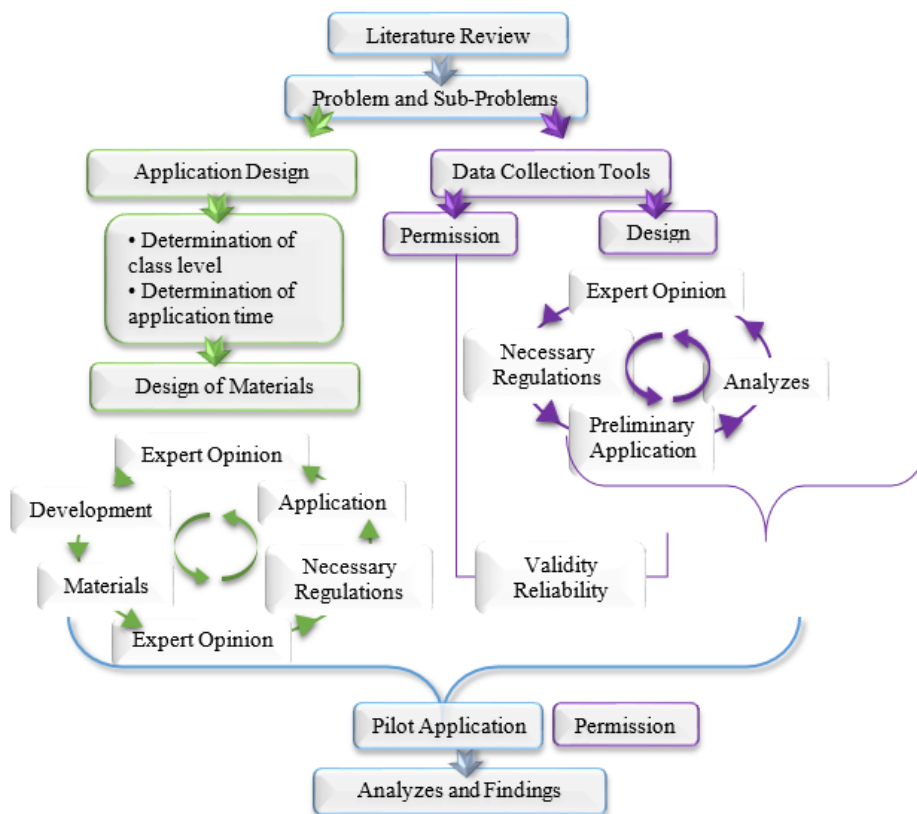 Literature Review
Problem and Sub-Problems
Application Design
Data Collection Tools
• Determination of
class level
• Determination of
application time
Permission
Design
Design of Materials
Expert Opinion
Necessary
Regulations
Analyzes
Preliminary
Application
Expert Opinion
Development
Application
Materials
Necessary
Regulations
Expert Opinion
Validity
Reliability
Pilot Application
Permission
Analyzes and Findings